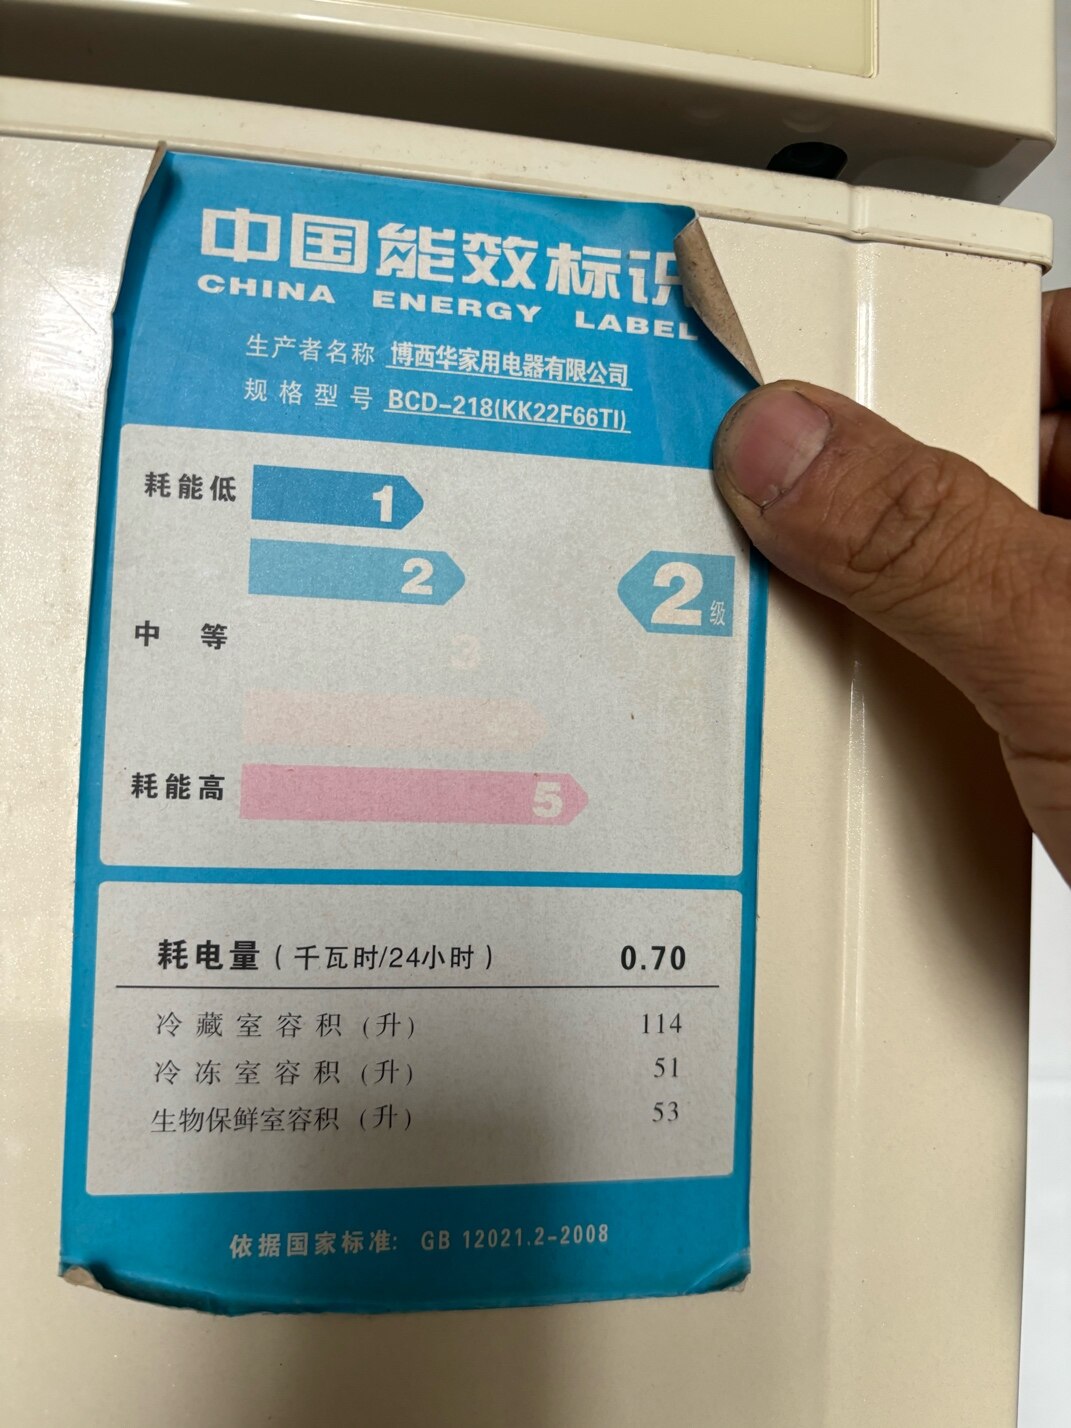 中国能效标识
CHINA ENERGY LABEL
生产者名称 博西华家用电器有限公司
规格型号 BCD-218(KK22F66TI)
耗能低 1
2
2级
中等
3
耗能高 5
耗电量(千瓦时/24小时) 0.70
冷藏室容积(升) 114
冷冻室容积(升) 51
生物保鲜室容积(升) 53
依据国家标准: GB 12021.2-2008